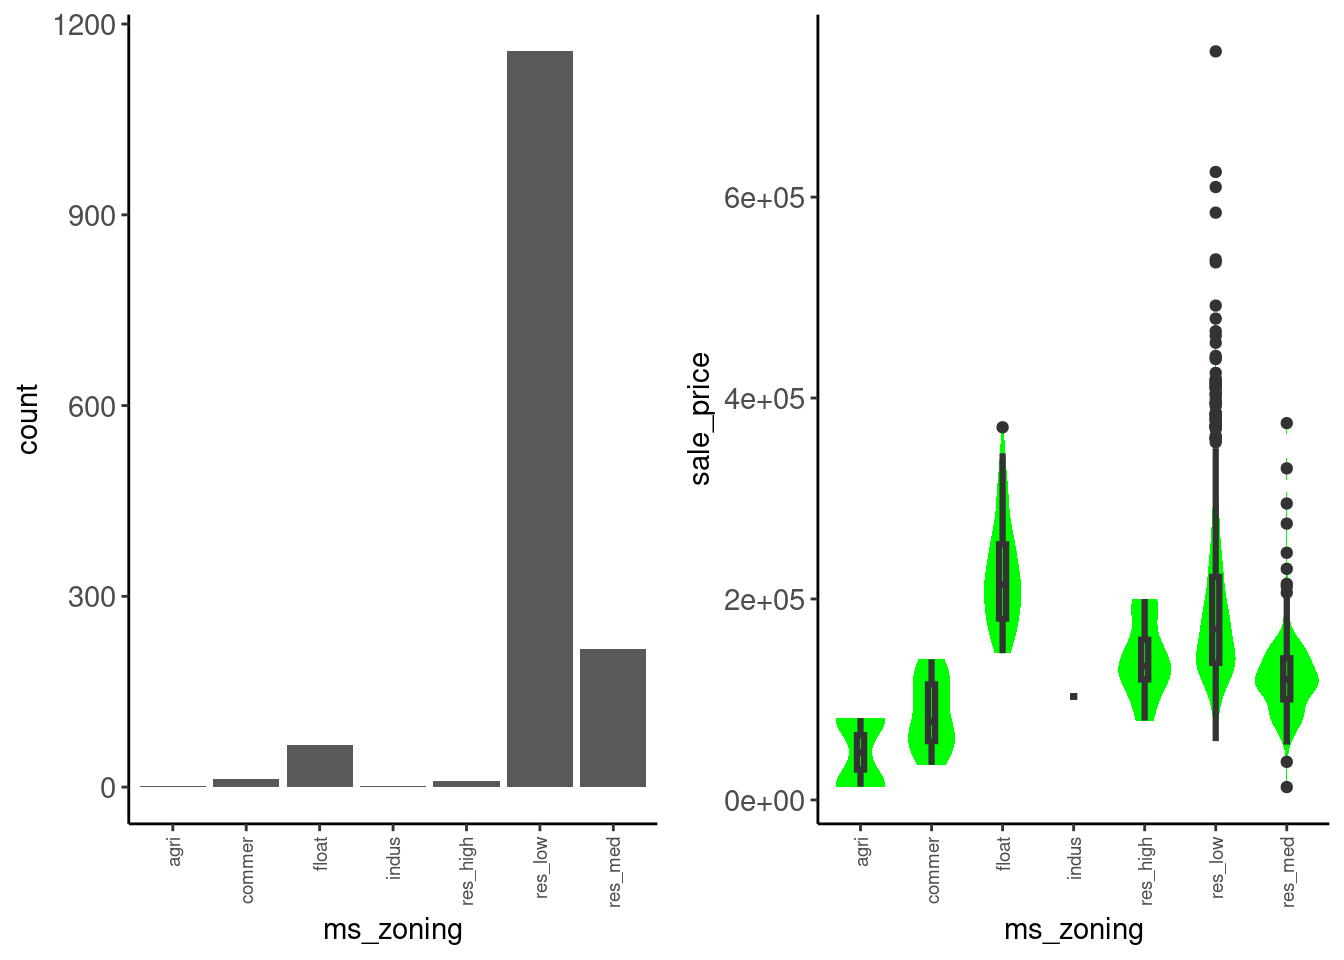 1200
900
600
300
0
count
agri
commer
float
indus
res_high
res_low
res_med
ms_zoning
6e+05
4e+05
2e+05
0e+00
sale_price
agri
commer
float
indus
res_high
res_low
res_med
ms_zoning